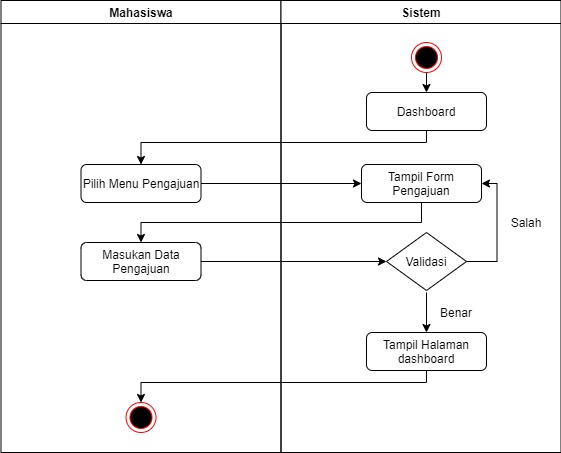 Mahasiswa
Sistem
Dashboard
Pilih Menu Pengajuan
Tampil Form
Pengajuan
Salah
Masukan Data
Pengajuan
Validasi
Benar
Tampil Halaman
dashboard